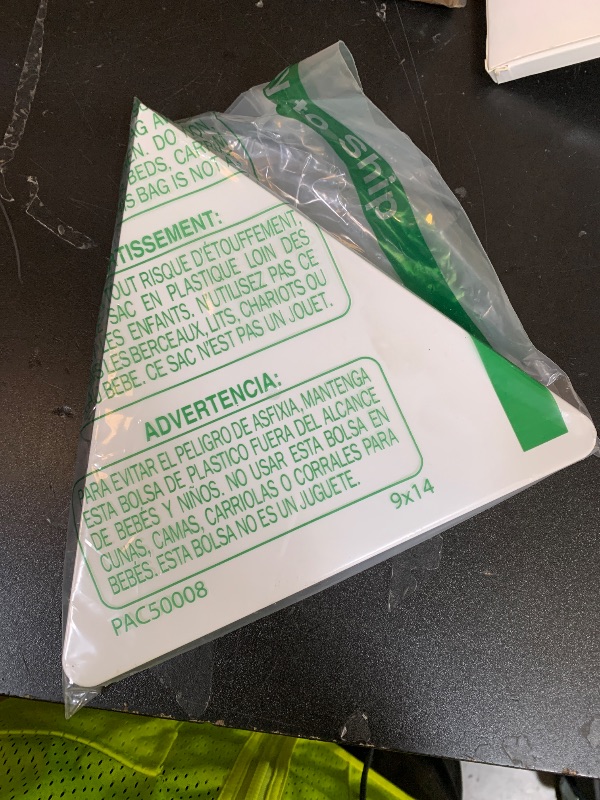 to Ship
N. DO
BEDS,
S BAG IS NOT
TISSEMENT:
OUT RISQUE D'ÉTOUFFEMENT,
SAC EN PLASTIQUE LOIN DES
ES ENFANTS. N'UTILISEZ PAS CE
LES BERCEAUX, LITS, CHARIOTS OU
BÉBÉ. CE SAC N'EST PAS UN JOUET.
ADVERTENCIA:
PARA EVITAR EL PELIGRO DE ASFIXIA, MANTENGA
ESTA BOLSA DE PLASTICO FUERA DEL ALCANCE
DE BEBÉS Y NIÑOS. NO USAR ESTA BOLSA EN
CUNAS, CAMAS, CARRIOLAS O CORRALES PARA
BEBÉS. ESTA BOLSA NO ES UN JUGUETE.
9x14
PAC50008